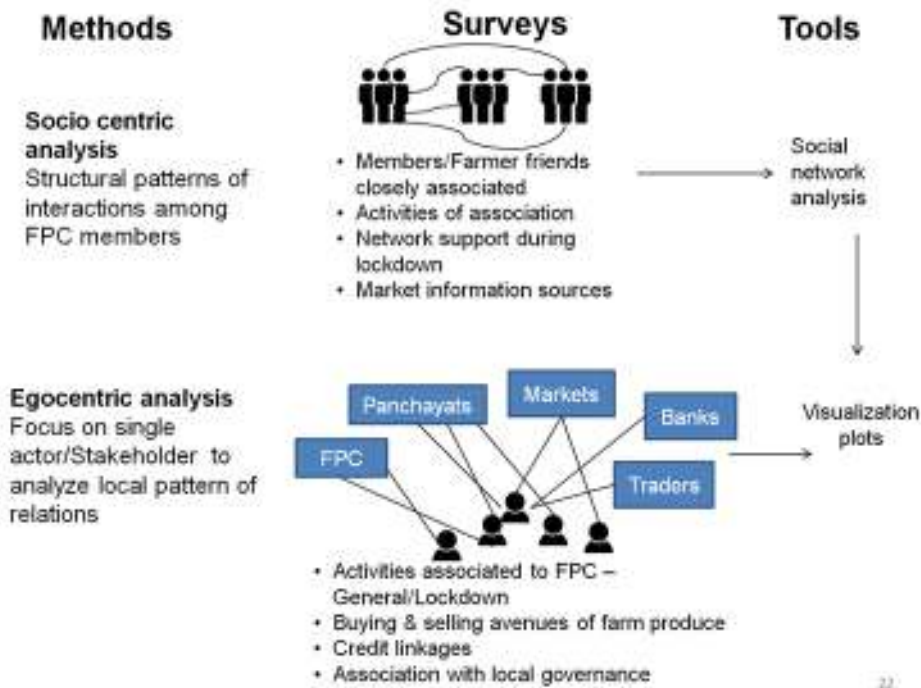 Methods
Surveys
Tools
Socio centric
analysis
Structural patterns of
interactions among
FPC members
• Members/Farmer friends
closely associated
• Activities of association
• Network support during
lockdown
• Market information sources
Social
network
analysis
Egocentric analysis
Focus on single
actor/Stakeholder to
analyze local pattern of
relations
FPC
Panchayats
Markets
Banks
Traders
Visualization
plots
• Activities associated to FPC –
General/Lockdown
• Buying & selling avenues of farm produce
• Credit linkages
• Association with local governance
22